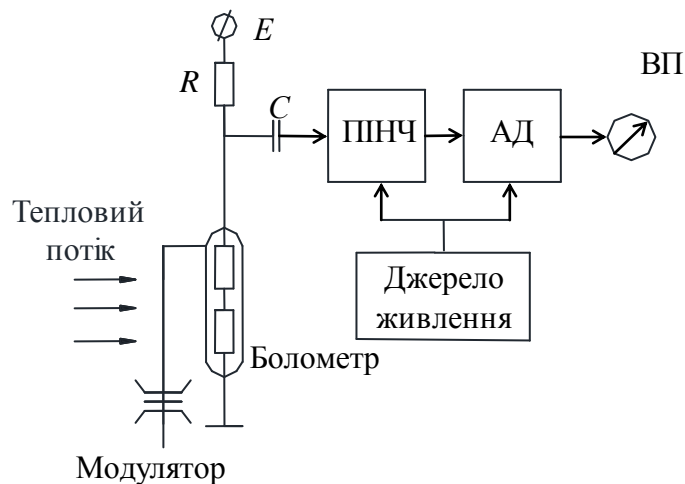 E
R
C
ВП
ПІНЧ
АД
Тепловий
потік
Джерело
живлення
Болометр
Модулятор